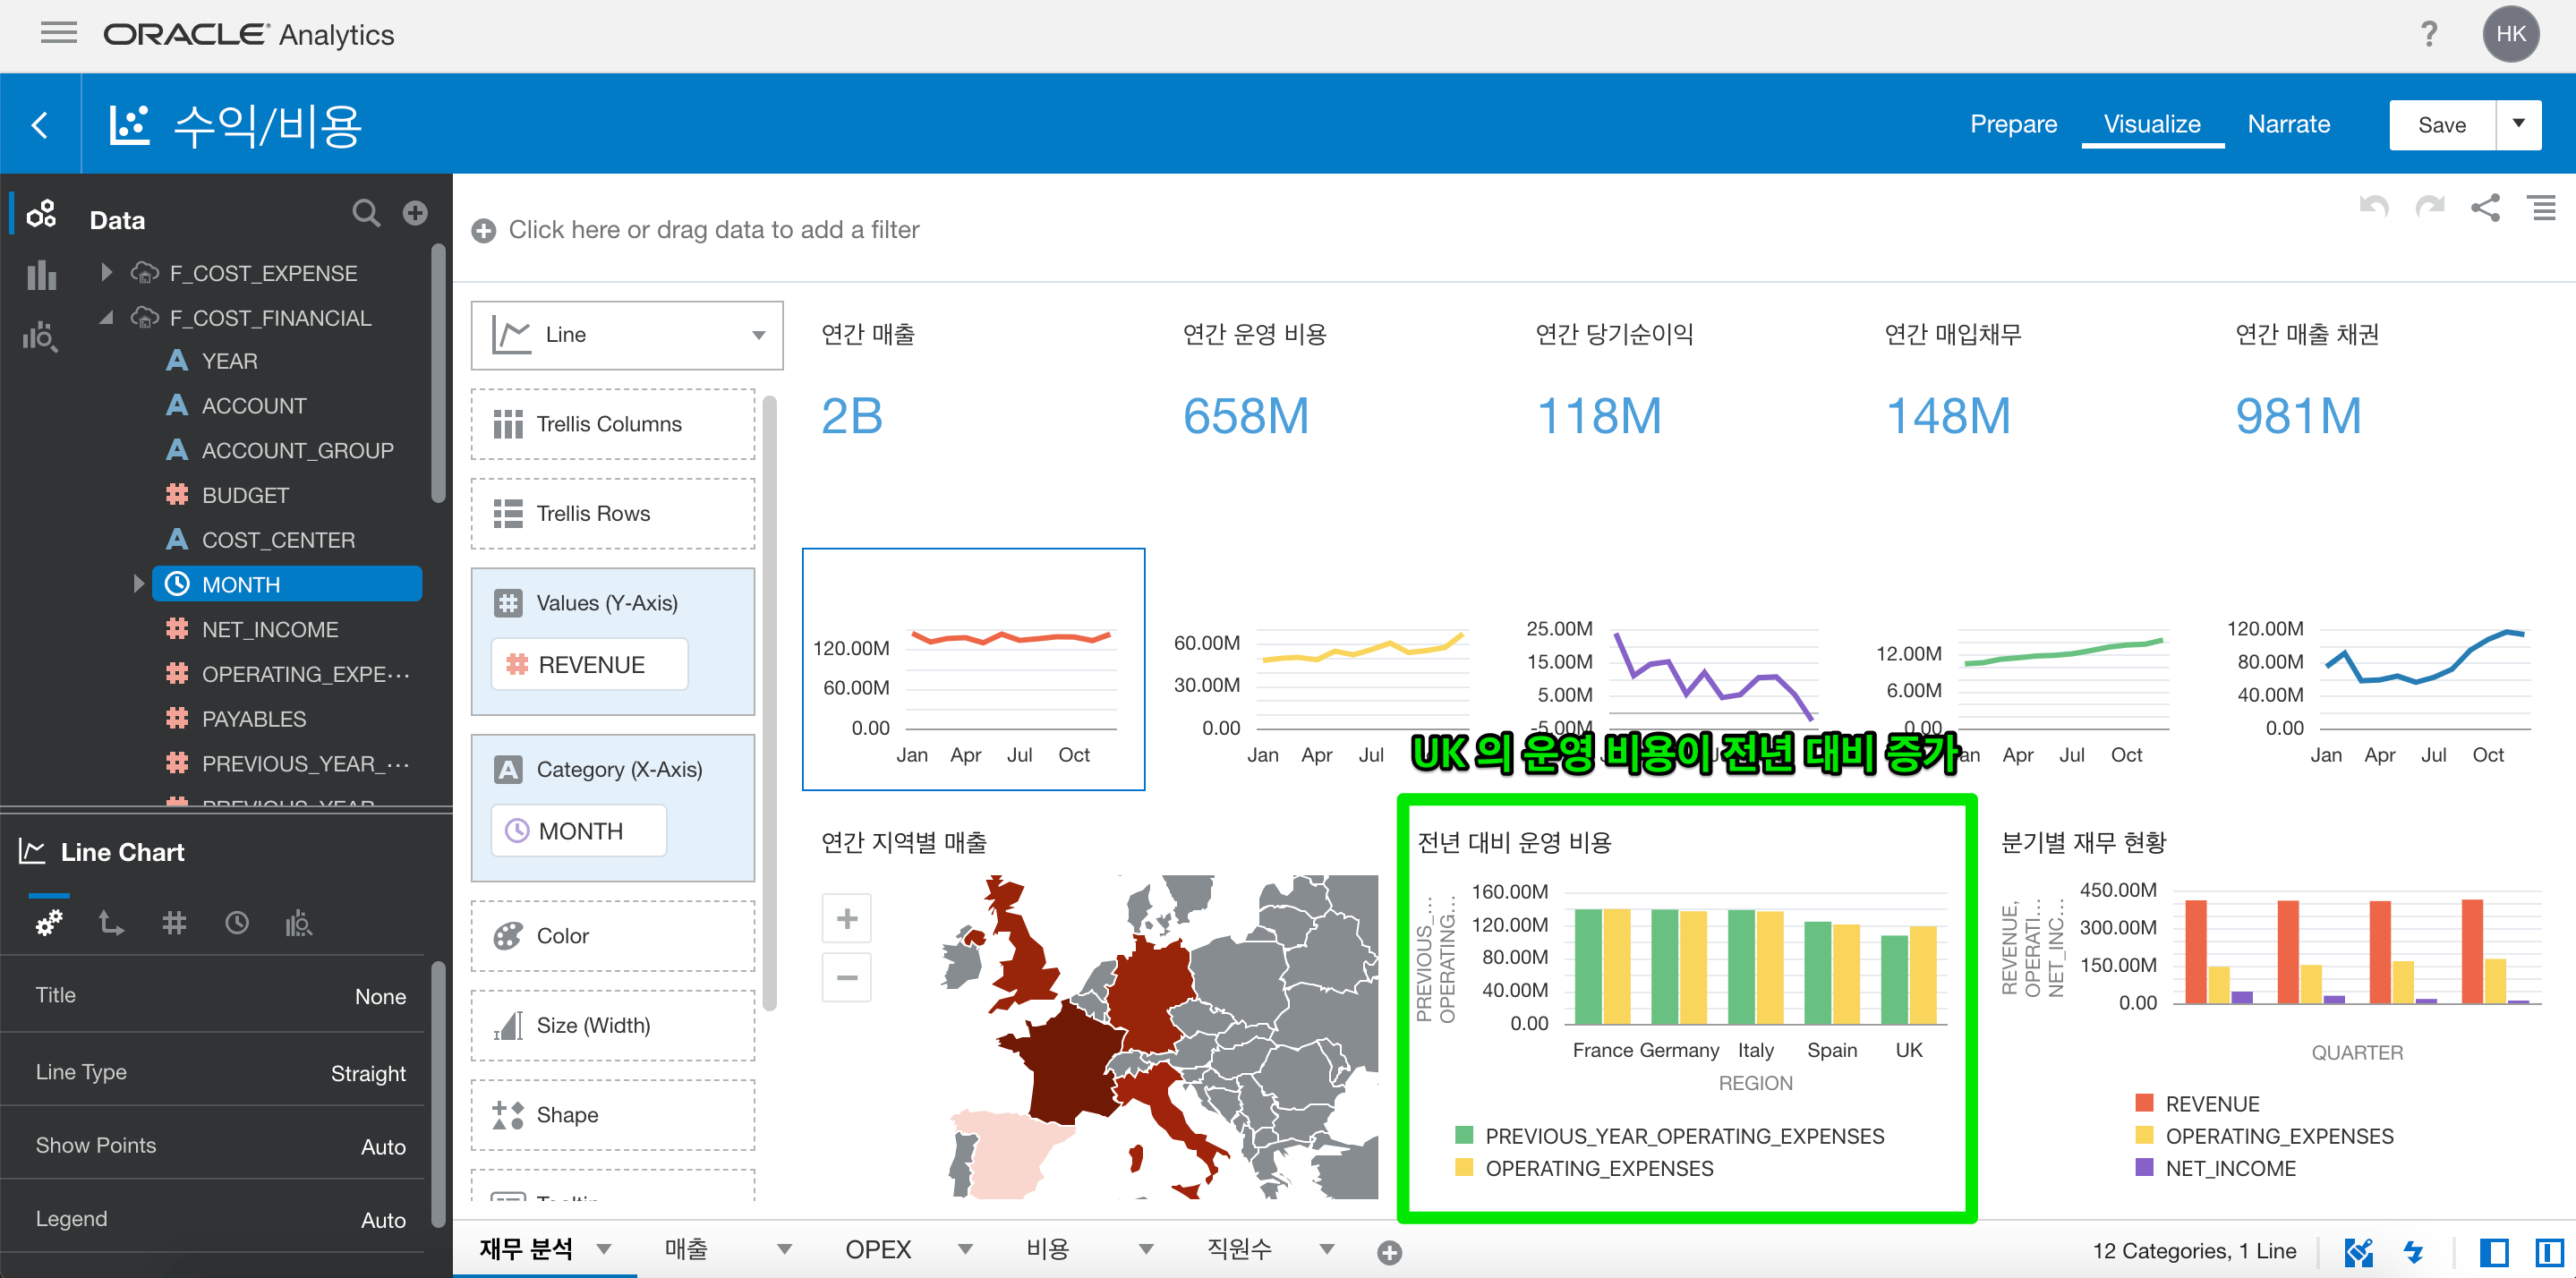 ORACLE® Analytics
?
HK
수익/비용
Prepare
Visualize
Narrate
Save
Data
F_COST_EXPENSE
F_COST_FINANCIAL
YEAR
ACCOUNT
ACCOUNT_GROUP
BUDGET
COST_CENTER
MONTH
NET_INCOME
OPERATING_EXPE···
PAYABLES
PREVIOUS_YEAR_···
Line Chart
Title
None
Line Type
Straight
Show Points
Auto
Legend
Auto
Click here or drag data to add a filter
Line
Trellis Columns
Trellis Rows
Values (Y-Axis)
REVENUE
Category (X-Axis)
MONTH
Color
Size (Width)
Shape
연간 매출
2B
연간 운영 비용
658M
연간 당기순이익
118M
연간 매입채무
148M
연간 매출 채권
981M
120.00M
60.00M
0.00
Jan Apr Jul Oct
60.00M
30.00M
0.00
Jan Apr Jul
25.00M
15.00M
5.00M
-5.00M
12.00M
6.00M
0.00
Apr Jul Oct
120.00M
80.00M
40.00M
0.00
Jan Apr Jul Oct
UK 의 운영 비용이 전년 대비 증가
연간 지역별 매출
전년 대비 운영 비용
PREVIOUS_...
OPERATING...
160.00M
120.00M
80.00M
40.00M
0.00
France Germany Italy Spain UK
REGION
PREVIOUS_YEAR_OPERATING_EXPENSES
OPERATING_EXPENSES
분기별 재무 현황
REVENUE,
OPERATI...
NET_INC...
450.00M
300.00M
150.00M
0.00
QUARTER
REVENUE
OPERATING_EXPENSES
NET_INCOME
재무 분석
매출
OPEX
비용
직원수
12 Categories, 1 Line